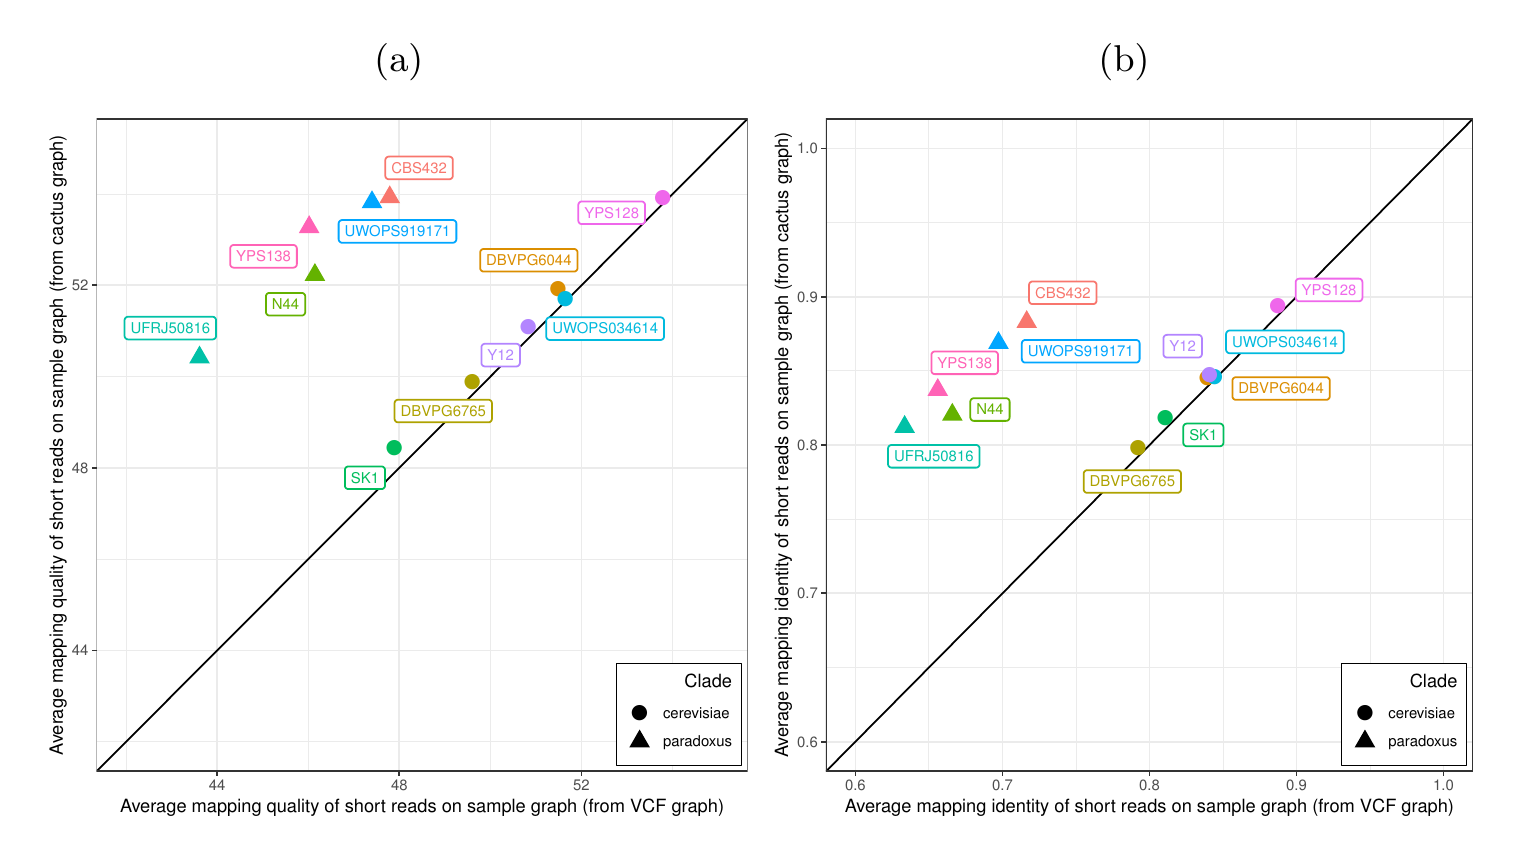 (a)
(b)
Average mapping quality of short reads on sample graph (from cactus graph)
52
48
44
CBS432
UWOPS919171
YPS128
YPS138
DBVPG6044
N44
UFRJ50816
UWOPS034614
Y12
DBVPG6765
SK1
Clade
cerevisiae
paradoxus
44
48
52
Average mapping quality of short reads on sample graph (from VCF graph)
Average mapping identity of short reads on sample graph (from cactus graph)
1.0
0.9
0.8
0.7
0.6
CBS432
YPS128
UWOPS034614
Y12
UWOPS919171
YPS138
DBVPG6044
N44
SK1
UFRJ50816
DBVPG6765
Clade
cerevisiae
paradoxus
0.6
0.7
0.8
0.9
1.0
Average mapping identity of short reads on sample graph (from VCF graph)